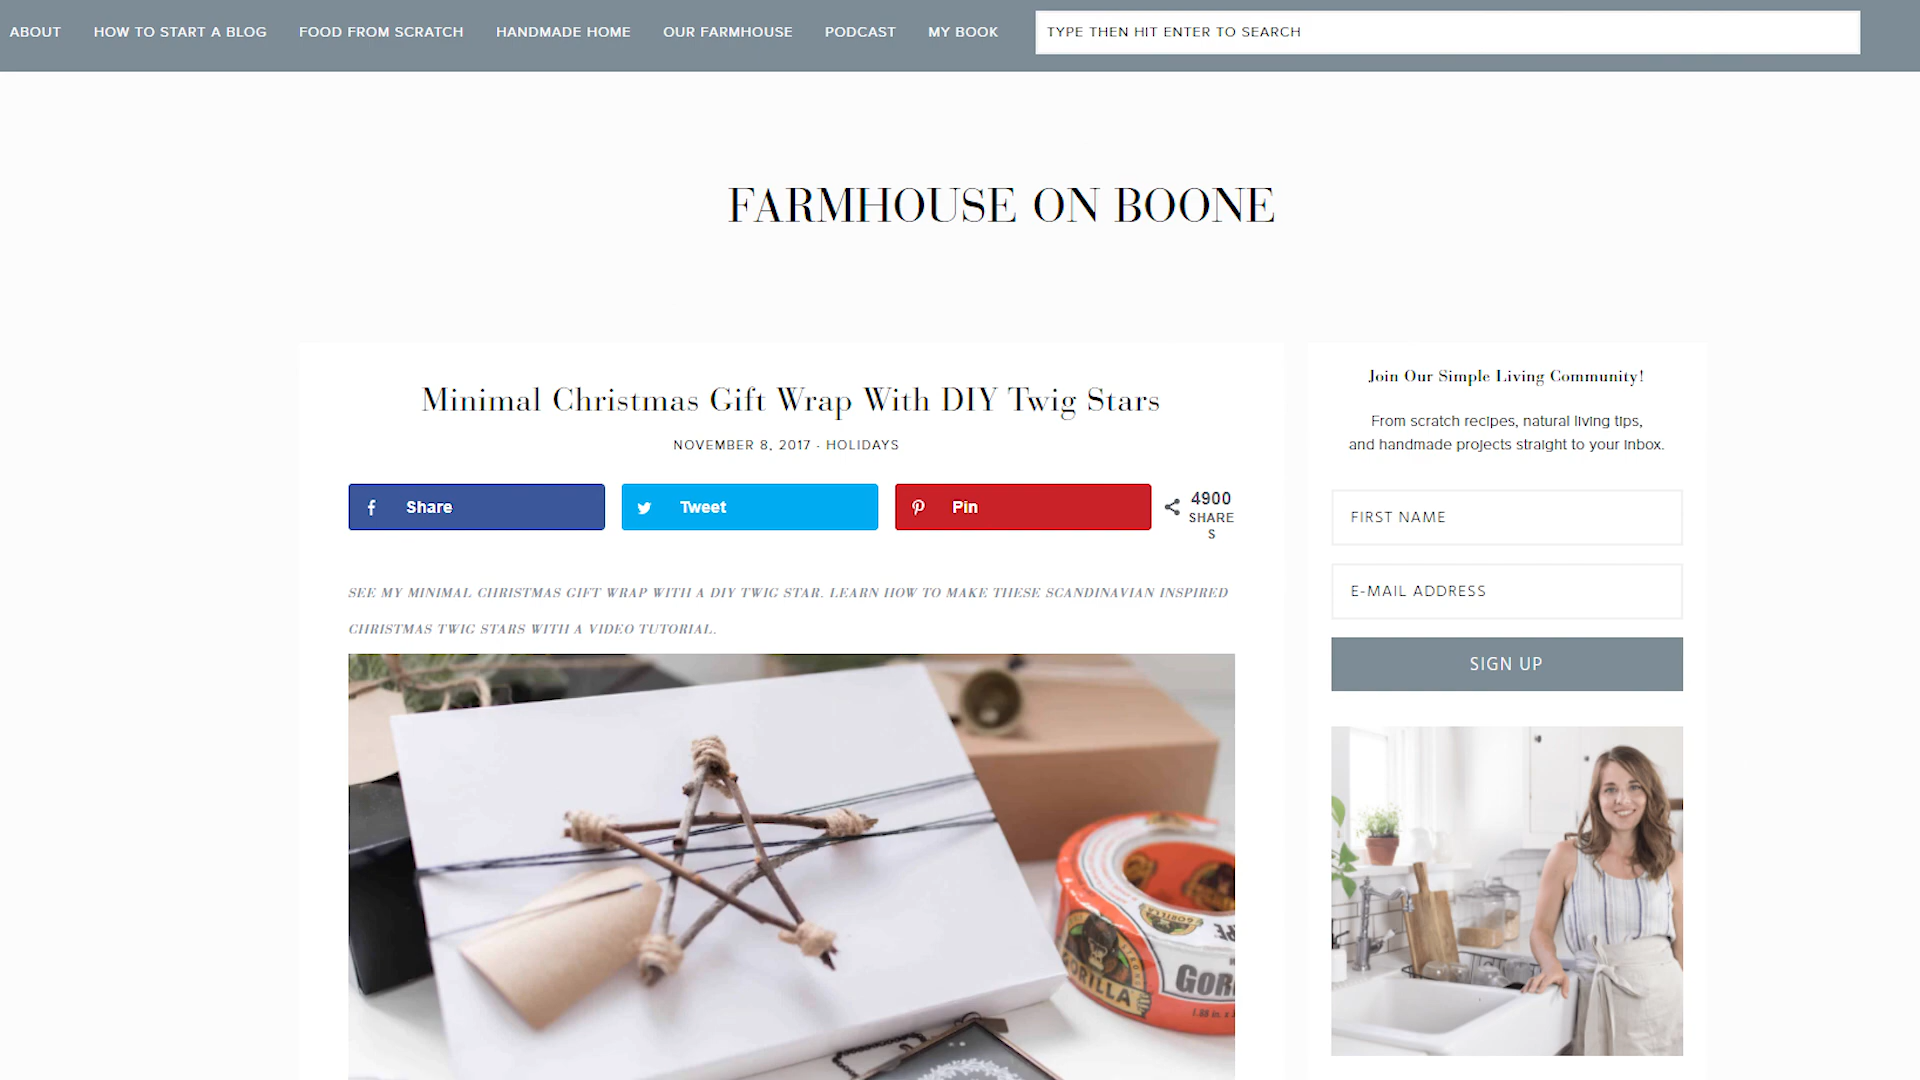 ABOUT HOW TO START A BLOG FOOD FROM SCRATCH HANDMADE HOME OUR FARMHOUSE PODCAST MY BOOK TYPE THEN HIT ENTER TO SEARCH
FARMHOUSE ON BOONE
Minimal Christmas Gift Wrap With DIY Twig Stars
NOVEMBER 8, 2017 · HOLIDAYS
Share Tweet Pin 4900
SHARE
S
SEE MY MINIMAL CHRISTMAS GIFT WRAP WITH A DIY TWIG STAR. LEARN HOW TO MAKE THESE SCANDINAVIAN INSPIRED
CHRISTMAS TWIG STARS WITH A VIDEO TUTORIAL.
GORILLA
GOR
1.88 in. x
Join Our Simple Living Community!
From scratch recipes, natural living tips,
and handmade projects straight to your inbox.
FIRST NAME
E-MAIL ADDRESS
SIGN UP